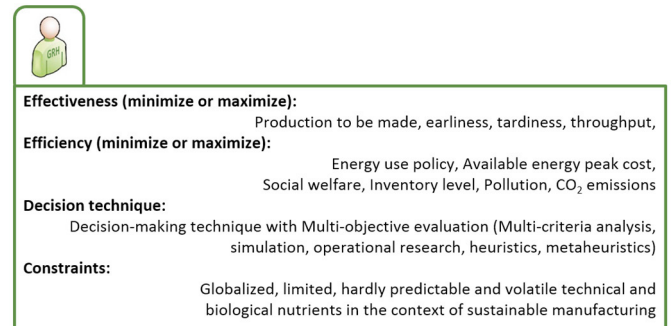 GRH
Effectiveness (minimize or maximize):
Production to be made, earliness, tardiness, throughput,
Efficiency (minimize or maximize):
Energy use policy, Available energy peak cost,
Social welfare, Inventory level, Pollution, CO₂ emissions
Decision technique:
Decision-making technique with Multi-objective evaluation (Multi-criteria analysis,
simulation, operational research, heuristics, metaheuristics)
Constraints:
Globalized, limited, hardly predictable and volatile technical and
biological nutrients in the context of sustainable manufacturing